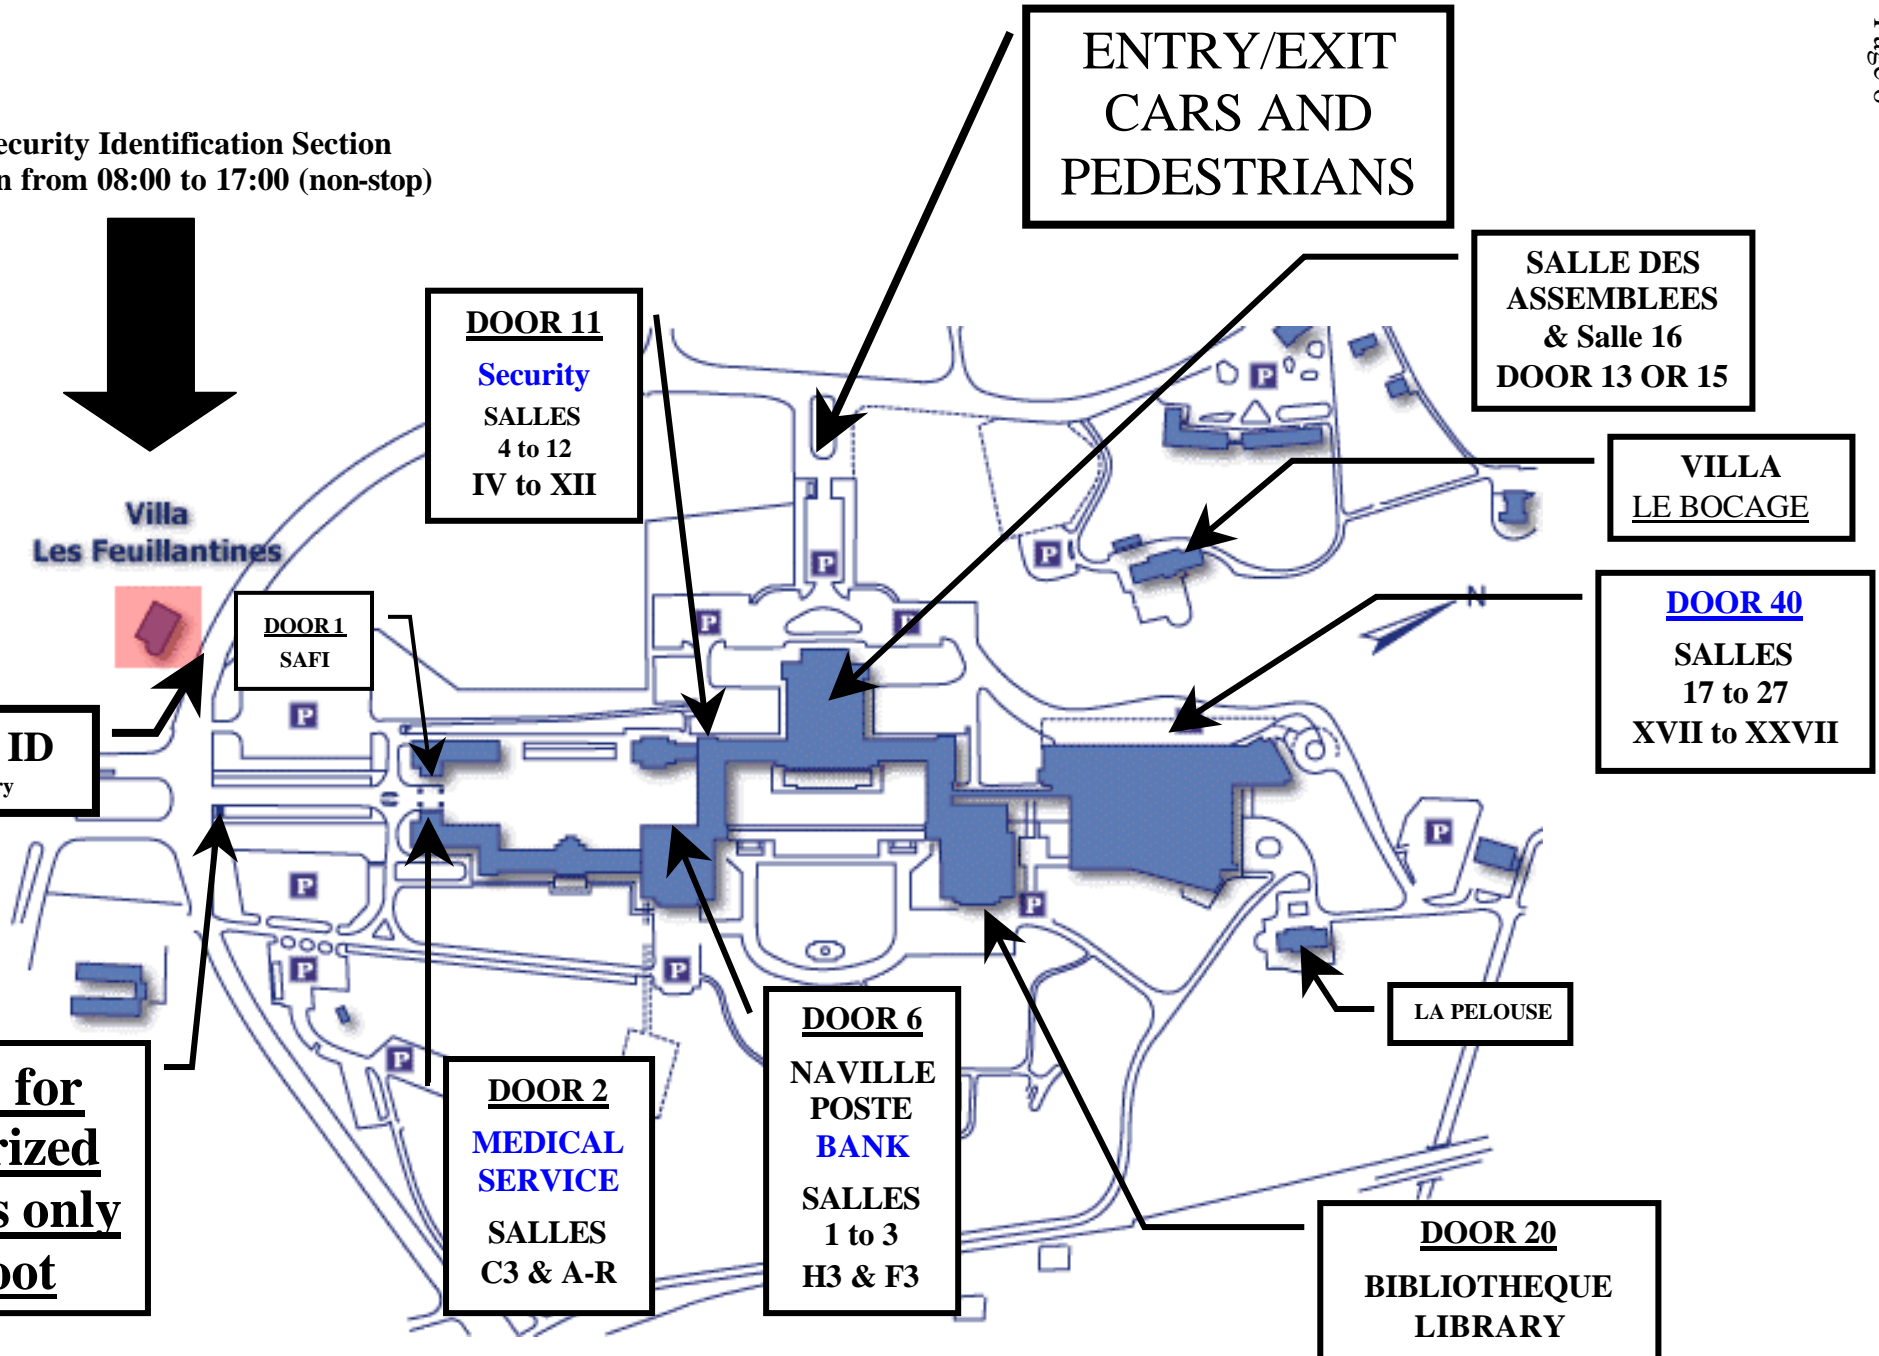 ENTRY/EXIT
CARS AND
PEDESTRIANS
ecurity Identification Section
n from 08:00 to 17:00 (non-stop)
SALLE DES
ASSEMBLEES
& Salle 16
DOOR 13 OR 15
DOOR 11
Security
SALLES
4 to 12
IV to XII
P
VILLA
LE BOCAGE
Villa
Les Feuillantines
P
P
DOOR 1
SAFI
P
P
N
DOOR 40
SALLES
17 to 27
XVII to XXVII
P
ID
ry
P
P
P
P
P
LA PELOUSE
P
for
rized
s only
oot
DOOR 2
MEDICAL
SERVICE
SALLES
C3 & A-R
DOOR 6
NAVILLE
POSTE
BANK
SALLES
1 to 3
H3 & F3
DOOR 20
BIBLIOTHEQUE
LIBRARY